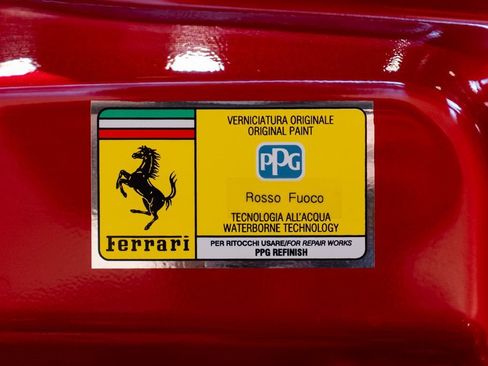 VERNICIATURA ORIGINALE
ORIGINAL PAINT
PPG
Rosso Fuoco
TECNOLOGIA ALL'ACQUA
WATERBORNE TECHNOLOGY
Ferrari
PER RITOCCHI USARE/FOR REPAIR WORKS
PPG REFINISH